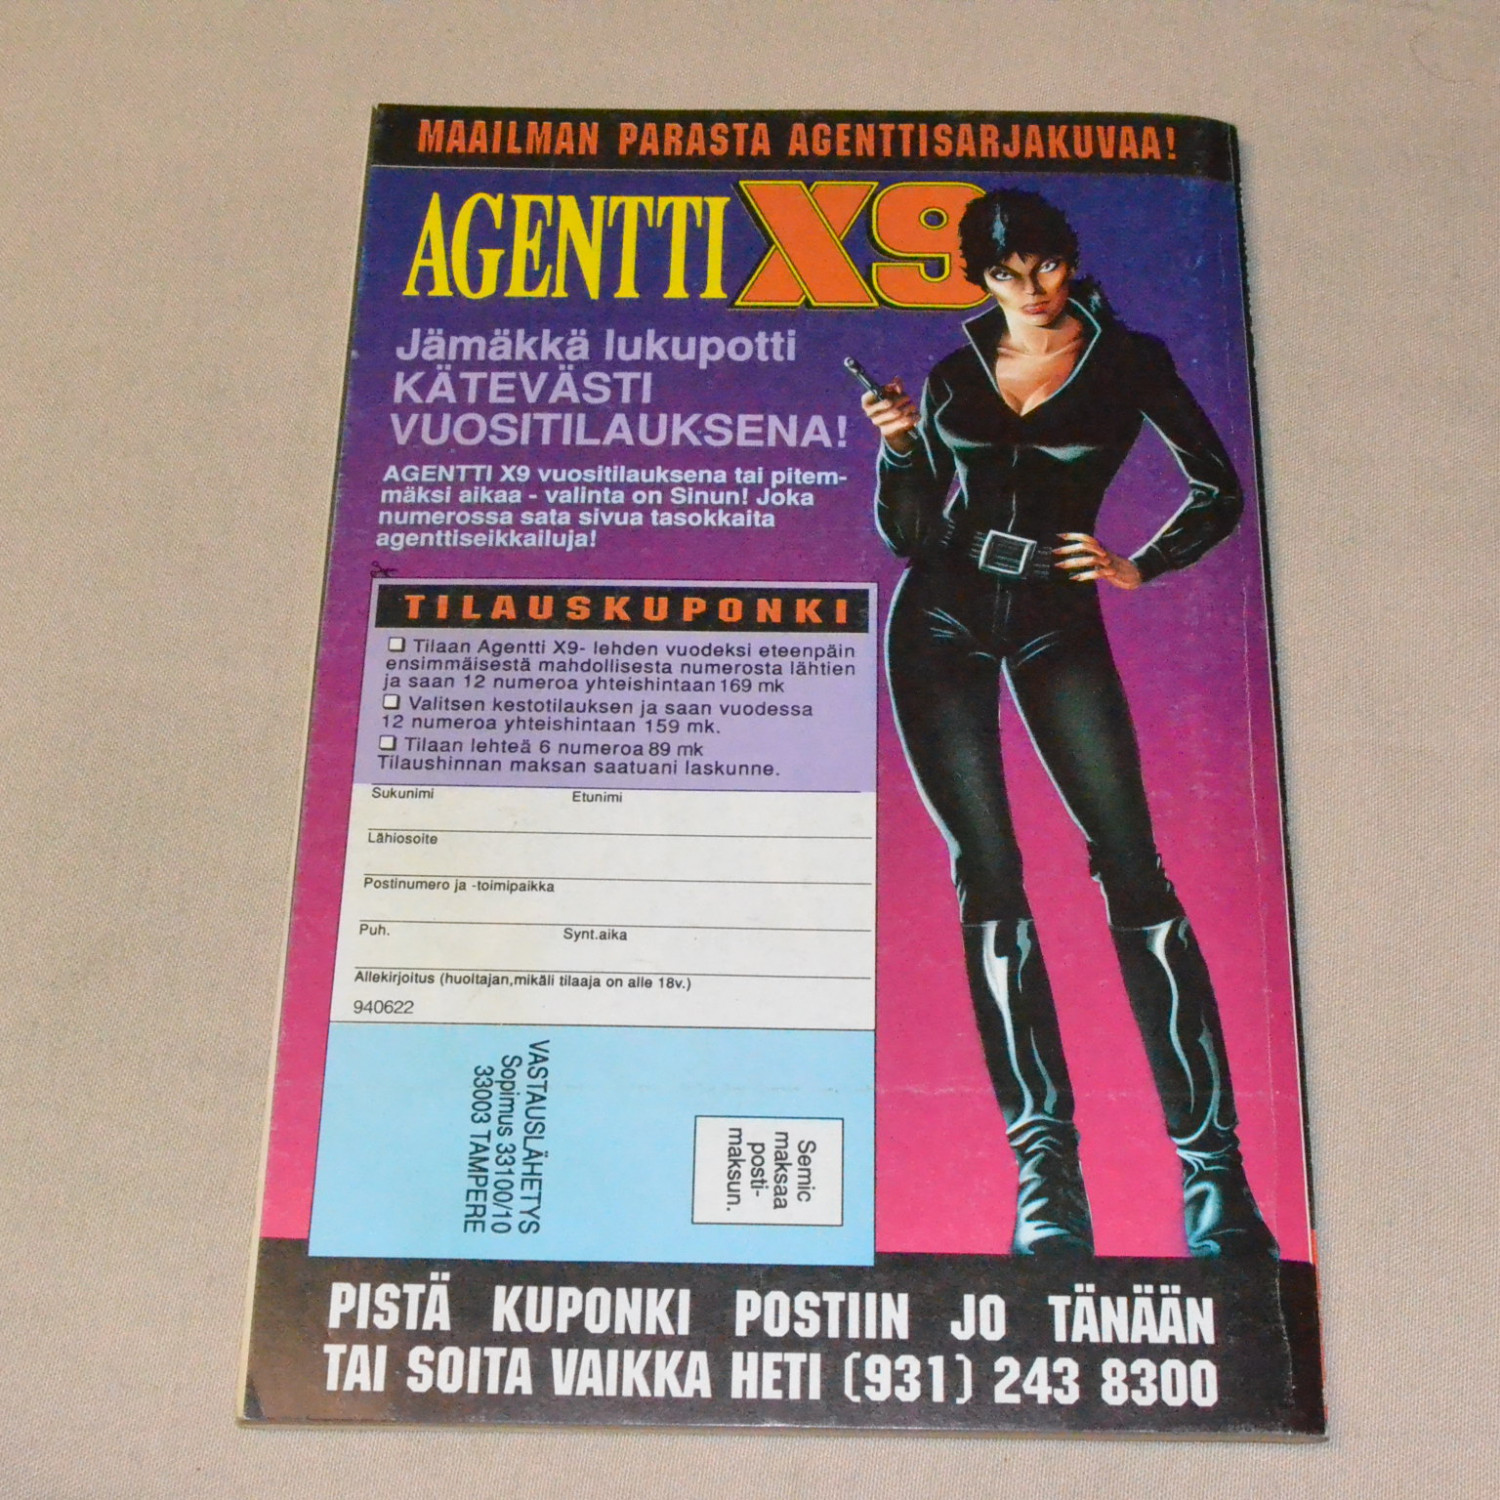 MAAILMAN PARASTA AGENTTISARJAKUVAA!
AGENTTI X9
Jämäkkä lukupotti
KÄTEVÄSTI
VUOSITILAUKSENA!
AGENTTI X9 vuositilauksena tai pitem-
mäksi aikaa - valinta on Sinun! Joka
numerossa sata sivua tasokkaita
agenttiseikkailuja!
TILAUSKUPONKI
Tilaan Agentti X9- lehden vuodeksi eteenpäin
ensimmäisestä mahdollisesta numerosta lähtien
ja saan 12 numeroa yhteishintaan 169 mk
Valitsen kestotilauksen ja saan vuodessa
12 numeroa yhteishintaan 159 mk.
Tilaan lehteä 6 numeroa 89 mk
Tilaushinnan maksan saatuani laskunne.
Sukunimi Etunimi
Lähiosoite
Postinumero ja -toimipaikka
Puh. Synt.aika
Allekirjoitus (huoltajan,mikäli tilaaja on alle 18v.)
940622
VASTAUSLÄHETYS
Sopimus 33100/10
33003 TAMPERE
Semic
maksaa
posti-
maksun.
PISTÄ KUPONKI POSTIIN JO TÄNÄÄN
TAI SOITA VAIKKA HETI (931) 243 8300